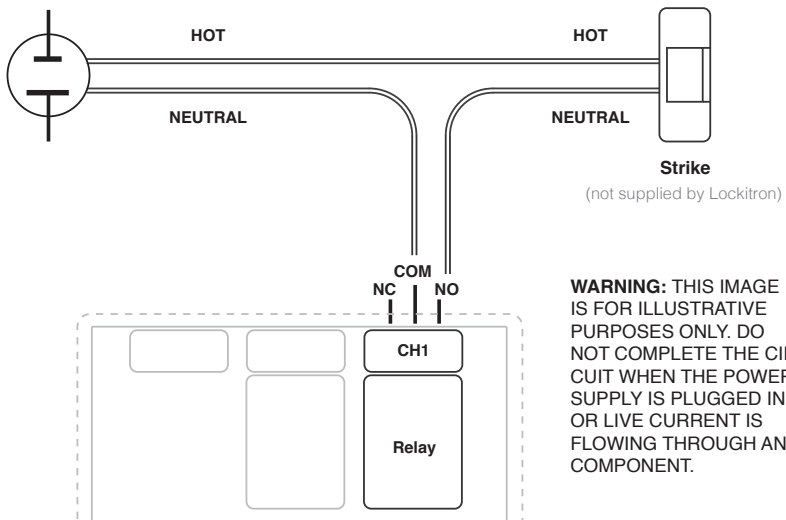 HOT
HOT
NEUTRAL
NEUTRAL
Strike
(not supplied by Lockitron)
COM
NC
NO
CH1
Relay
WARNING: THIS IMAGE
IS FOR ILLUSTRATIVE
PURPOSES ONLY. DO
NOT COMPLETE THE
CUIT WHEN THE POWER
SUPPLY IS PLUGGED IN
OR LIVE CURRENT IS
FLOWING THROUGH
COMPONENT.